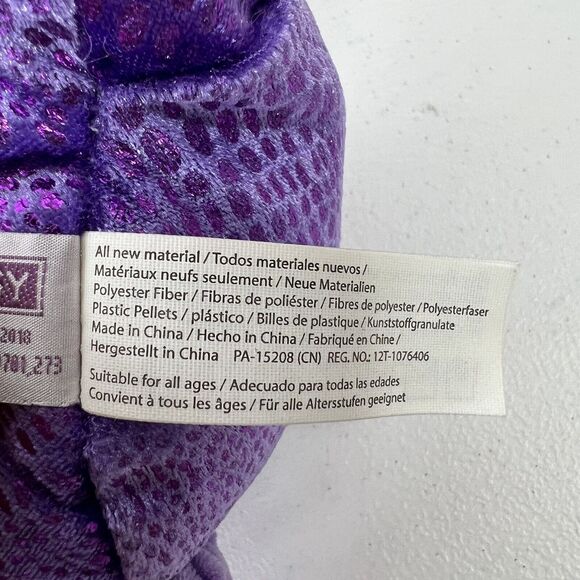 All new material / Todos materiales nuevos /
Matériaux neufs seulement / Neue Materialien
Polyester Fiber / Fibras de poliéster / Fibres de polyester / Polyesterfaser
Plastic Pellets / plástico / Billes de plastique / Kunststoffgranulate
Made in China / Hecho in China / Fabriqué en Chine /
Hergestellt in China PA-15208 (CN) REG. NO.: 12T-1076406
Suitable for all ages / Adecuado para todas las edades
Convient à tous les âges / Für alle Altersstufen geeignet
SY
2018
0701_273